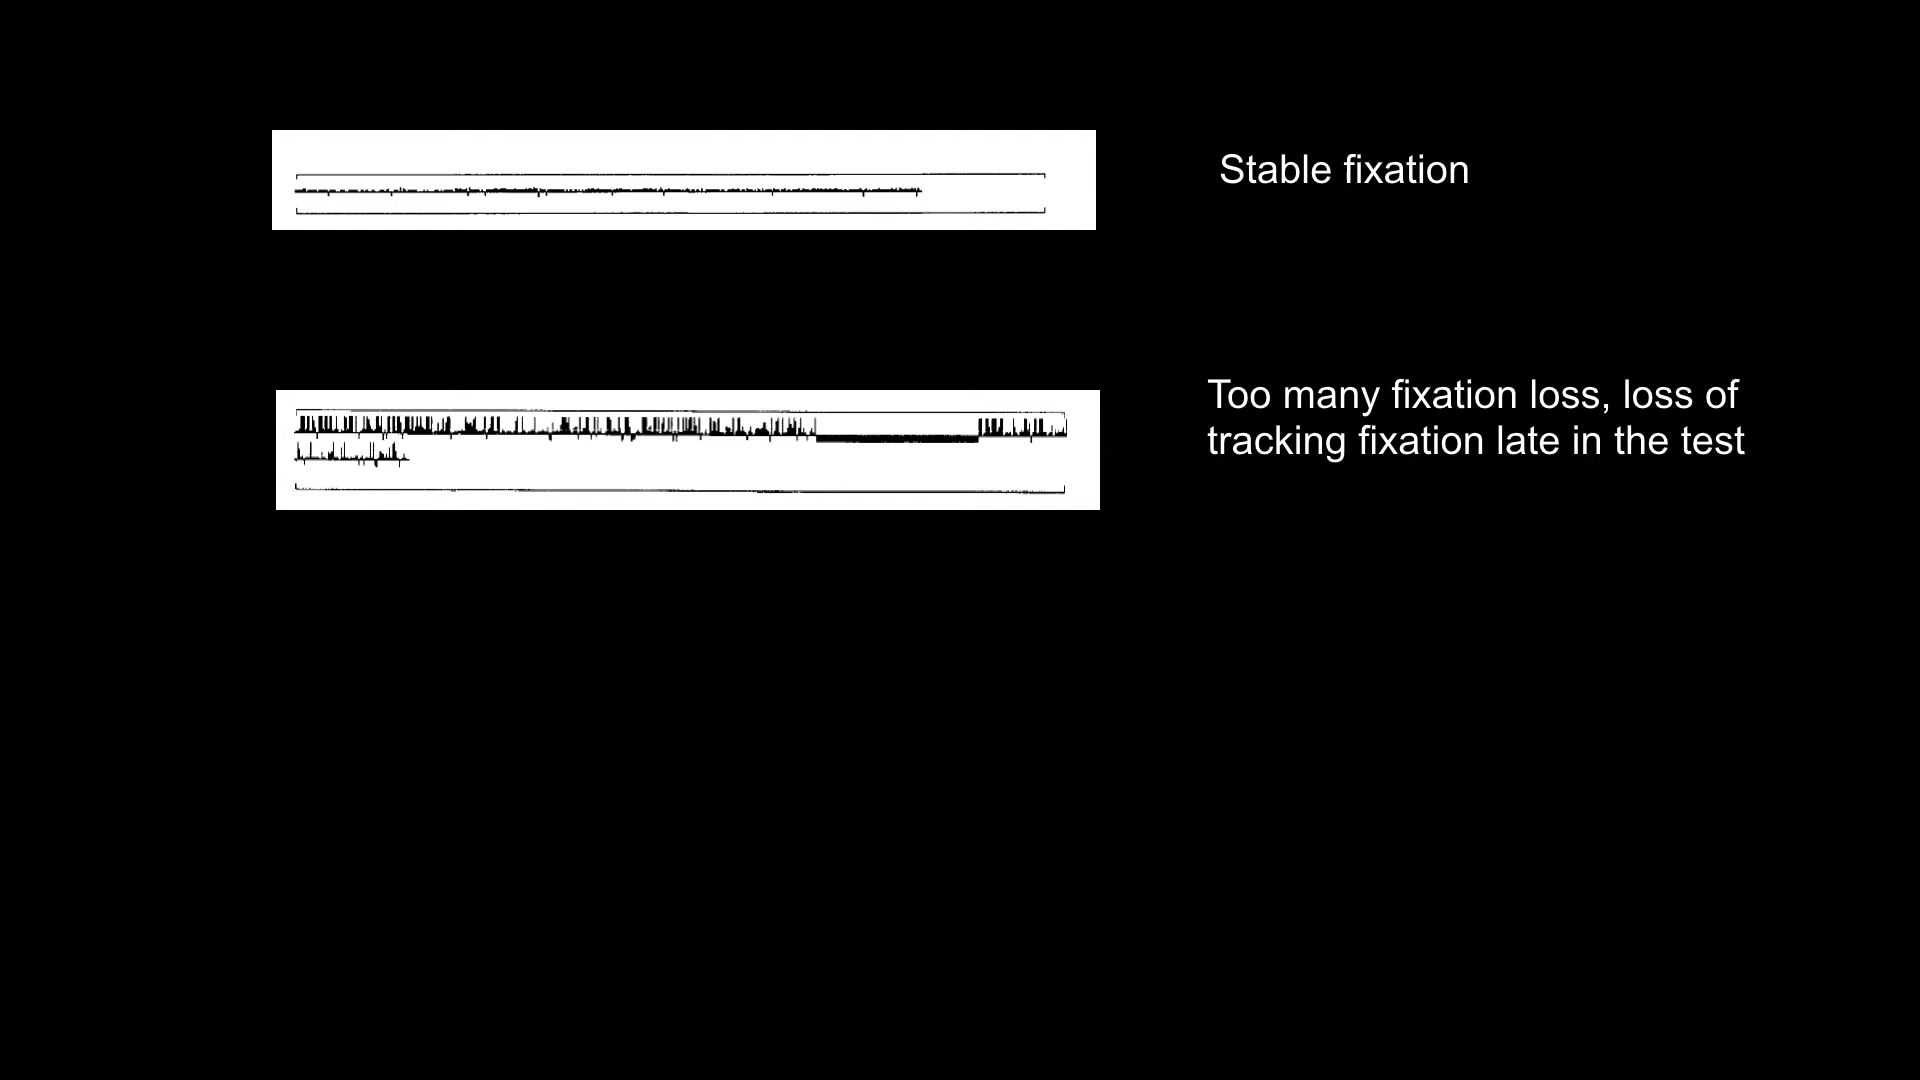 Stable fixation
Too many fixation loss, loss of
tracking fixation late in the test